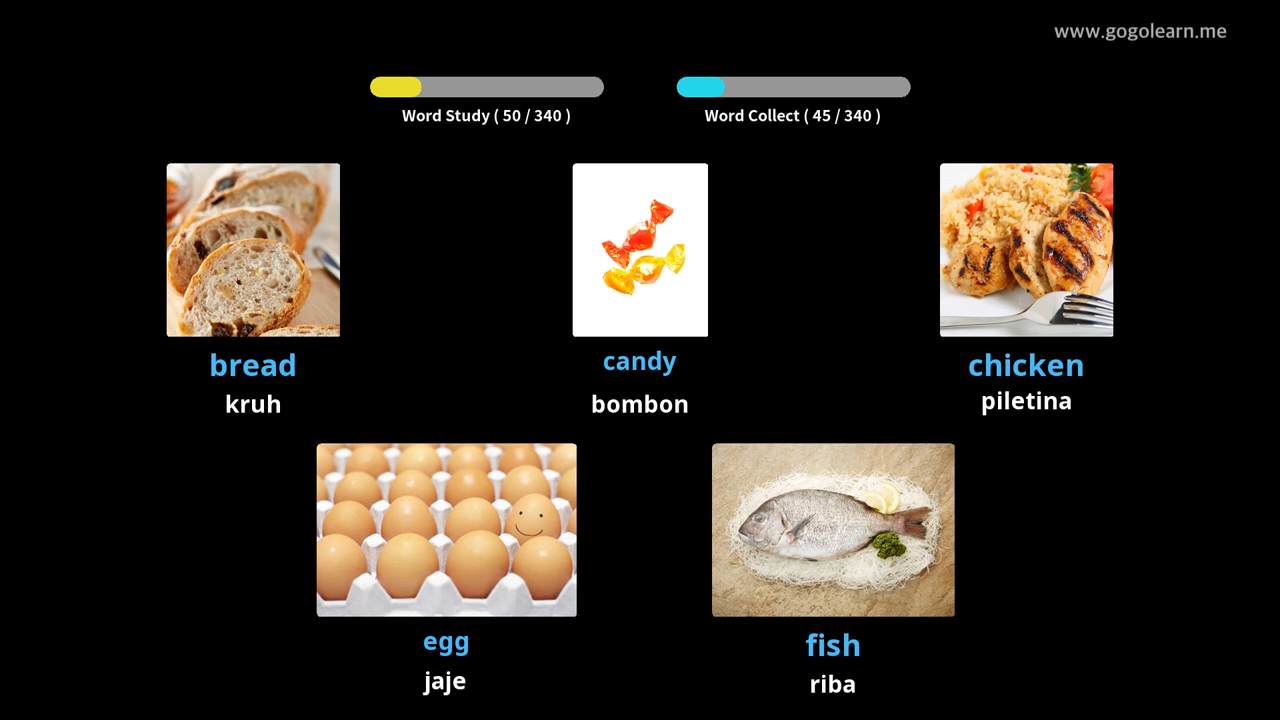 www.gogolearn.me
Word Study ( 50 / 340 )
Word Collect ( 45 / 340 )
bread
kruh
candy
bombon
chicken
piletina
egg
jaje
fish
riba